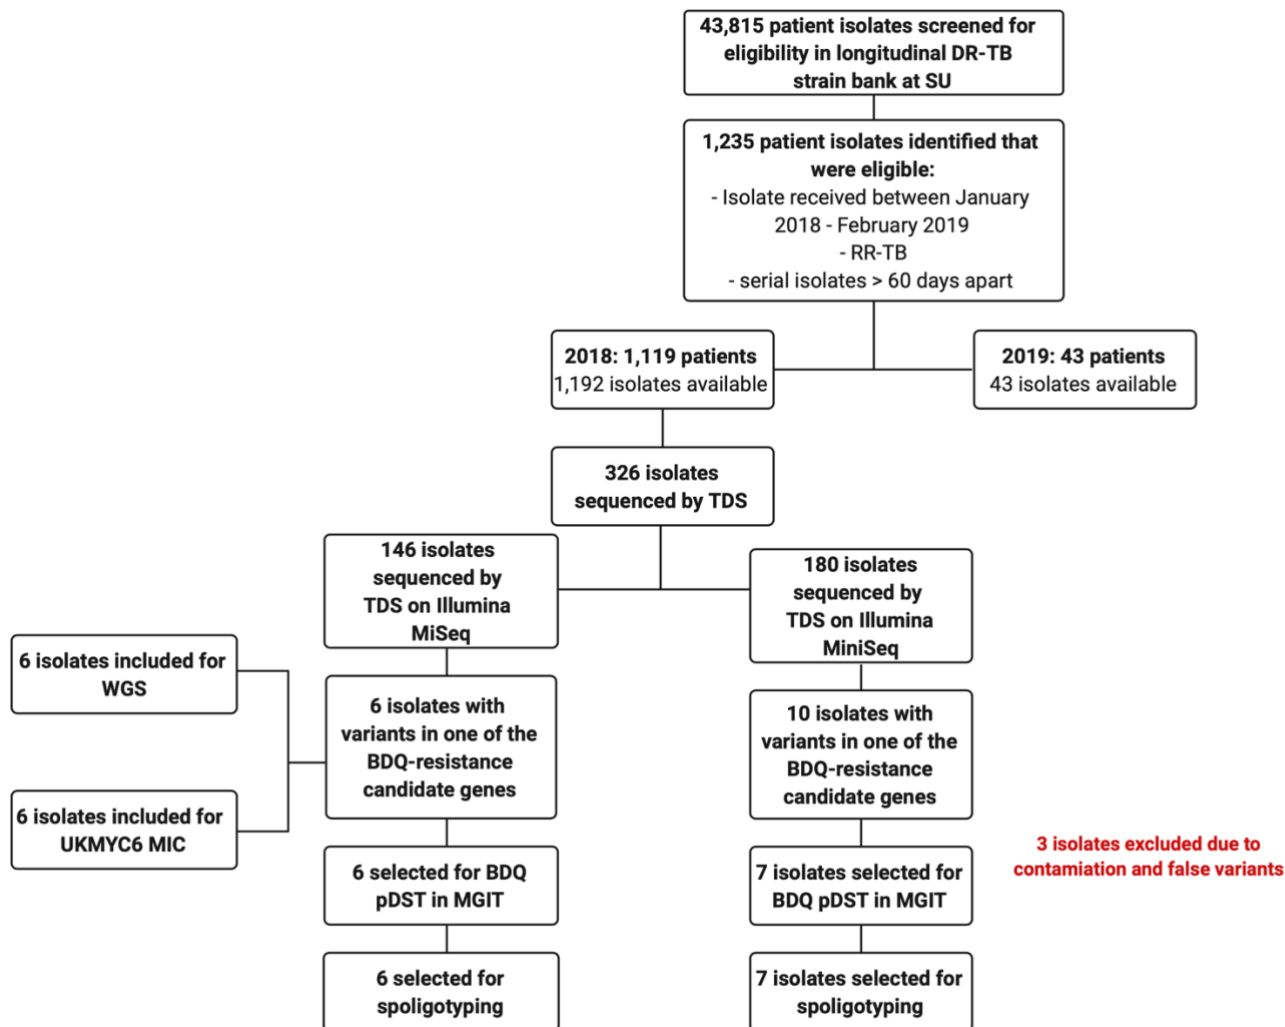 43,815 patient isolates screened for
eligibility in longitudinal DR-TB
strain bank at SU
1,235 patient isolates identified that
were eligible:
- Isolate received between January
2018 - February 2019
- RR-TB
- serial isolates > 60 days apart
2018: 1,119 patients
1,192 isolates available
2019: 43 patients
43 isolates available
326 isolates
sequenced by TDS
146 isolates
sequenced by
TDS on Illumina
MiSeq
180 isolates
sequenced by
TDS on Illumina
MiniSeq
6 isolates included for
WGS
6 isolates with
variants in one of the
BDQ-resistance
candidate genes
10 isolates with
variants in one of the
BDQ-resistance
candidate genes
6 isolates included for
UKMYC6 MIC
3 isolates excluded due to
contamiation and false variants
6 selected for BDQ
pDST in MGIT
7 isolates selected for
BDQ pDST in MGIT
6 selected for
spoligotyping
7 isolates selected for
spoligotyping